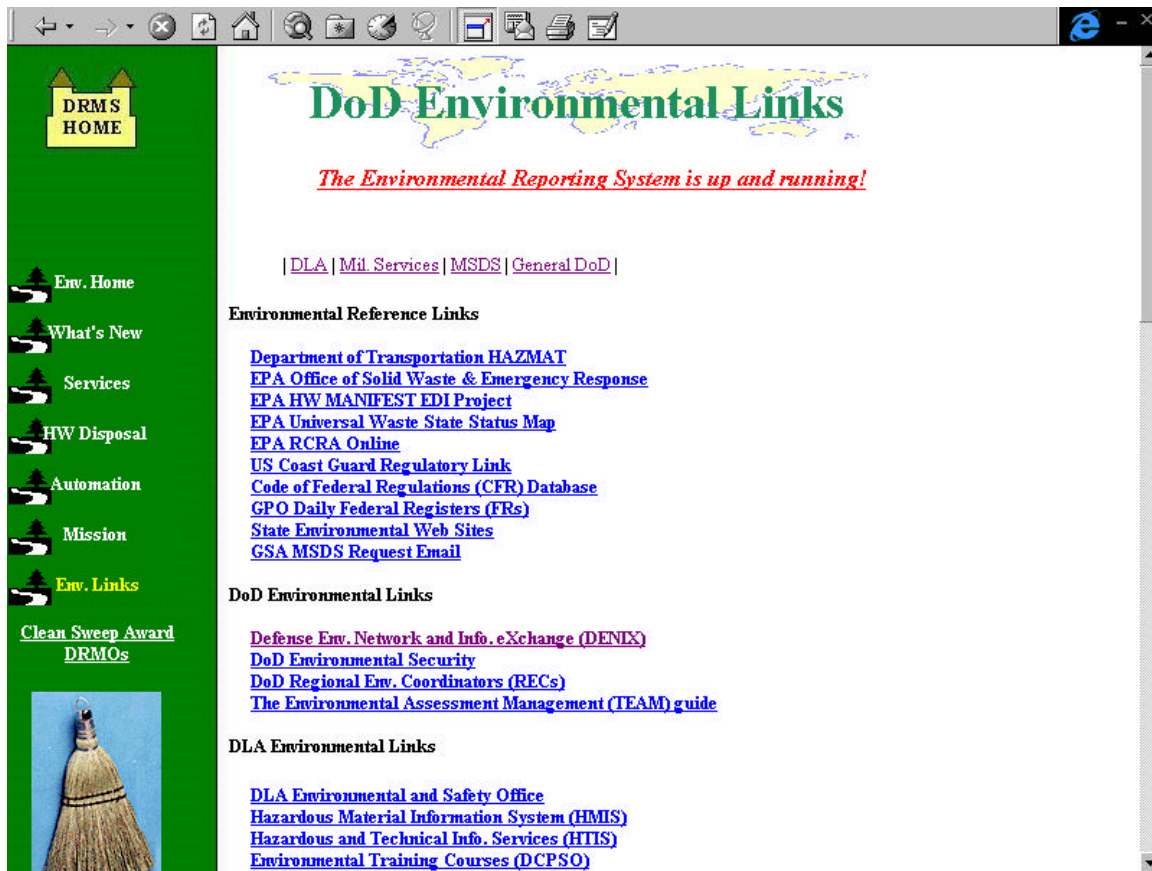 DRMS
HOME
DoD Environmental Links
The Environmental Reporting System is up and running!
| DLA | Mil. Services | MSDS | General DoD |
Env. Home
What's New
Services
HW Disposal
Automation
Mission
Env. Links
Clean Sweep Award
DRMOs
Environmental Reference Links
Department of Transportation HAZMAT
EPA Office of Solid Waste & Emergency Response
EPA HW MANIFEST EDI Project
EPA Universal Waste State Status Map
EPA RCRA Online
US Coast Guard Regulatory Link
Code of Federal Regulations (CFR) Database
GPO Daily Federal Registers (FRs)
State Environmental Web Sites
GSA MSDS Request Email
DoD Environmental Links
Defense Env. Network and Info. eXchange (DENIX)
DoD Environmental Security
DoD Regional Env. Coordinators (RECs)
The Environmental Assessment Management (TEAM) guide
DLA Environmental Links
DLA Environmental and Safety Office
Hazardous Material Information System (HMIS)
Hazardous and Technical Info. Services (HTIS)
Environmental Training Courses (DCPSO)